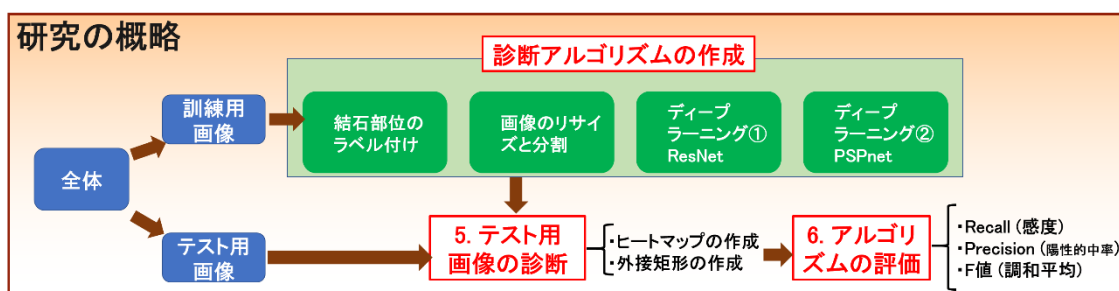 研究の概略
診断アルゴリズムの作成
訓練用
画像
結石部位の
ラベル付け
画像のリサイ
ズと分割
ディープ
ラーニング①
ResNet
ディープ
ラーニング②
PSPnet
全体
テスト用
画像
5. テスト用
画像の診断
・ヒートマップの作成
・外接矩形の作成
6. アルゴリ
ズムの評価
・Recall (感度)
・Precision (陽性的中率)
・F値 (調和平均)